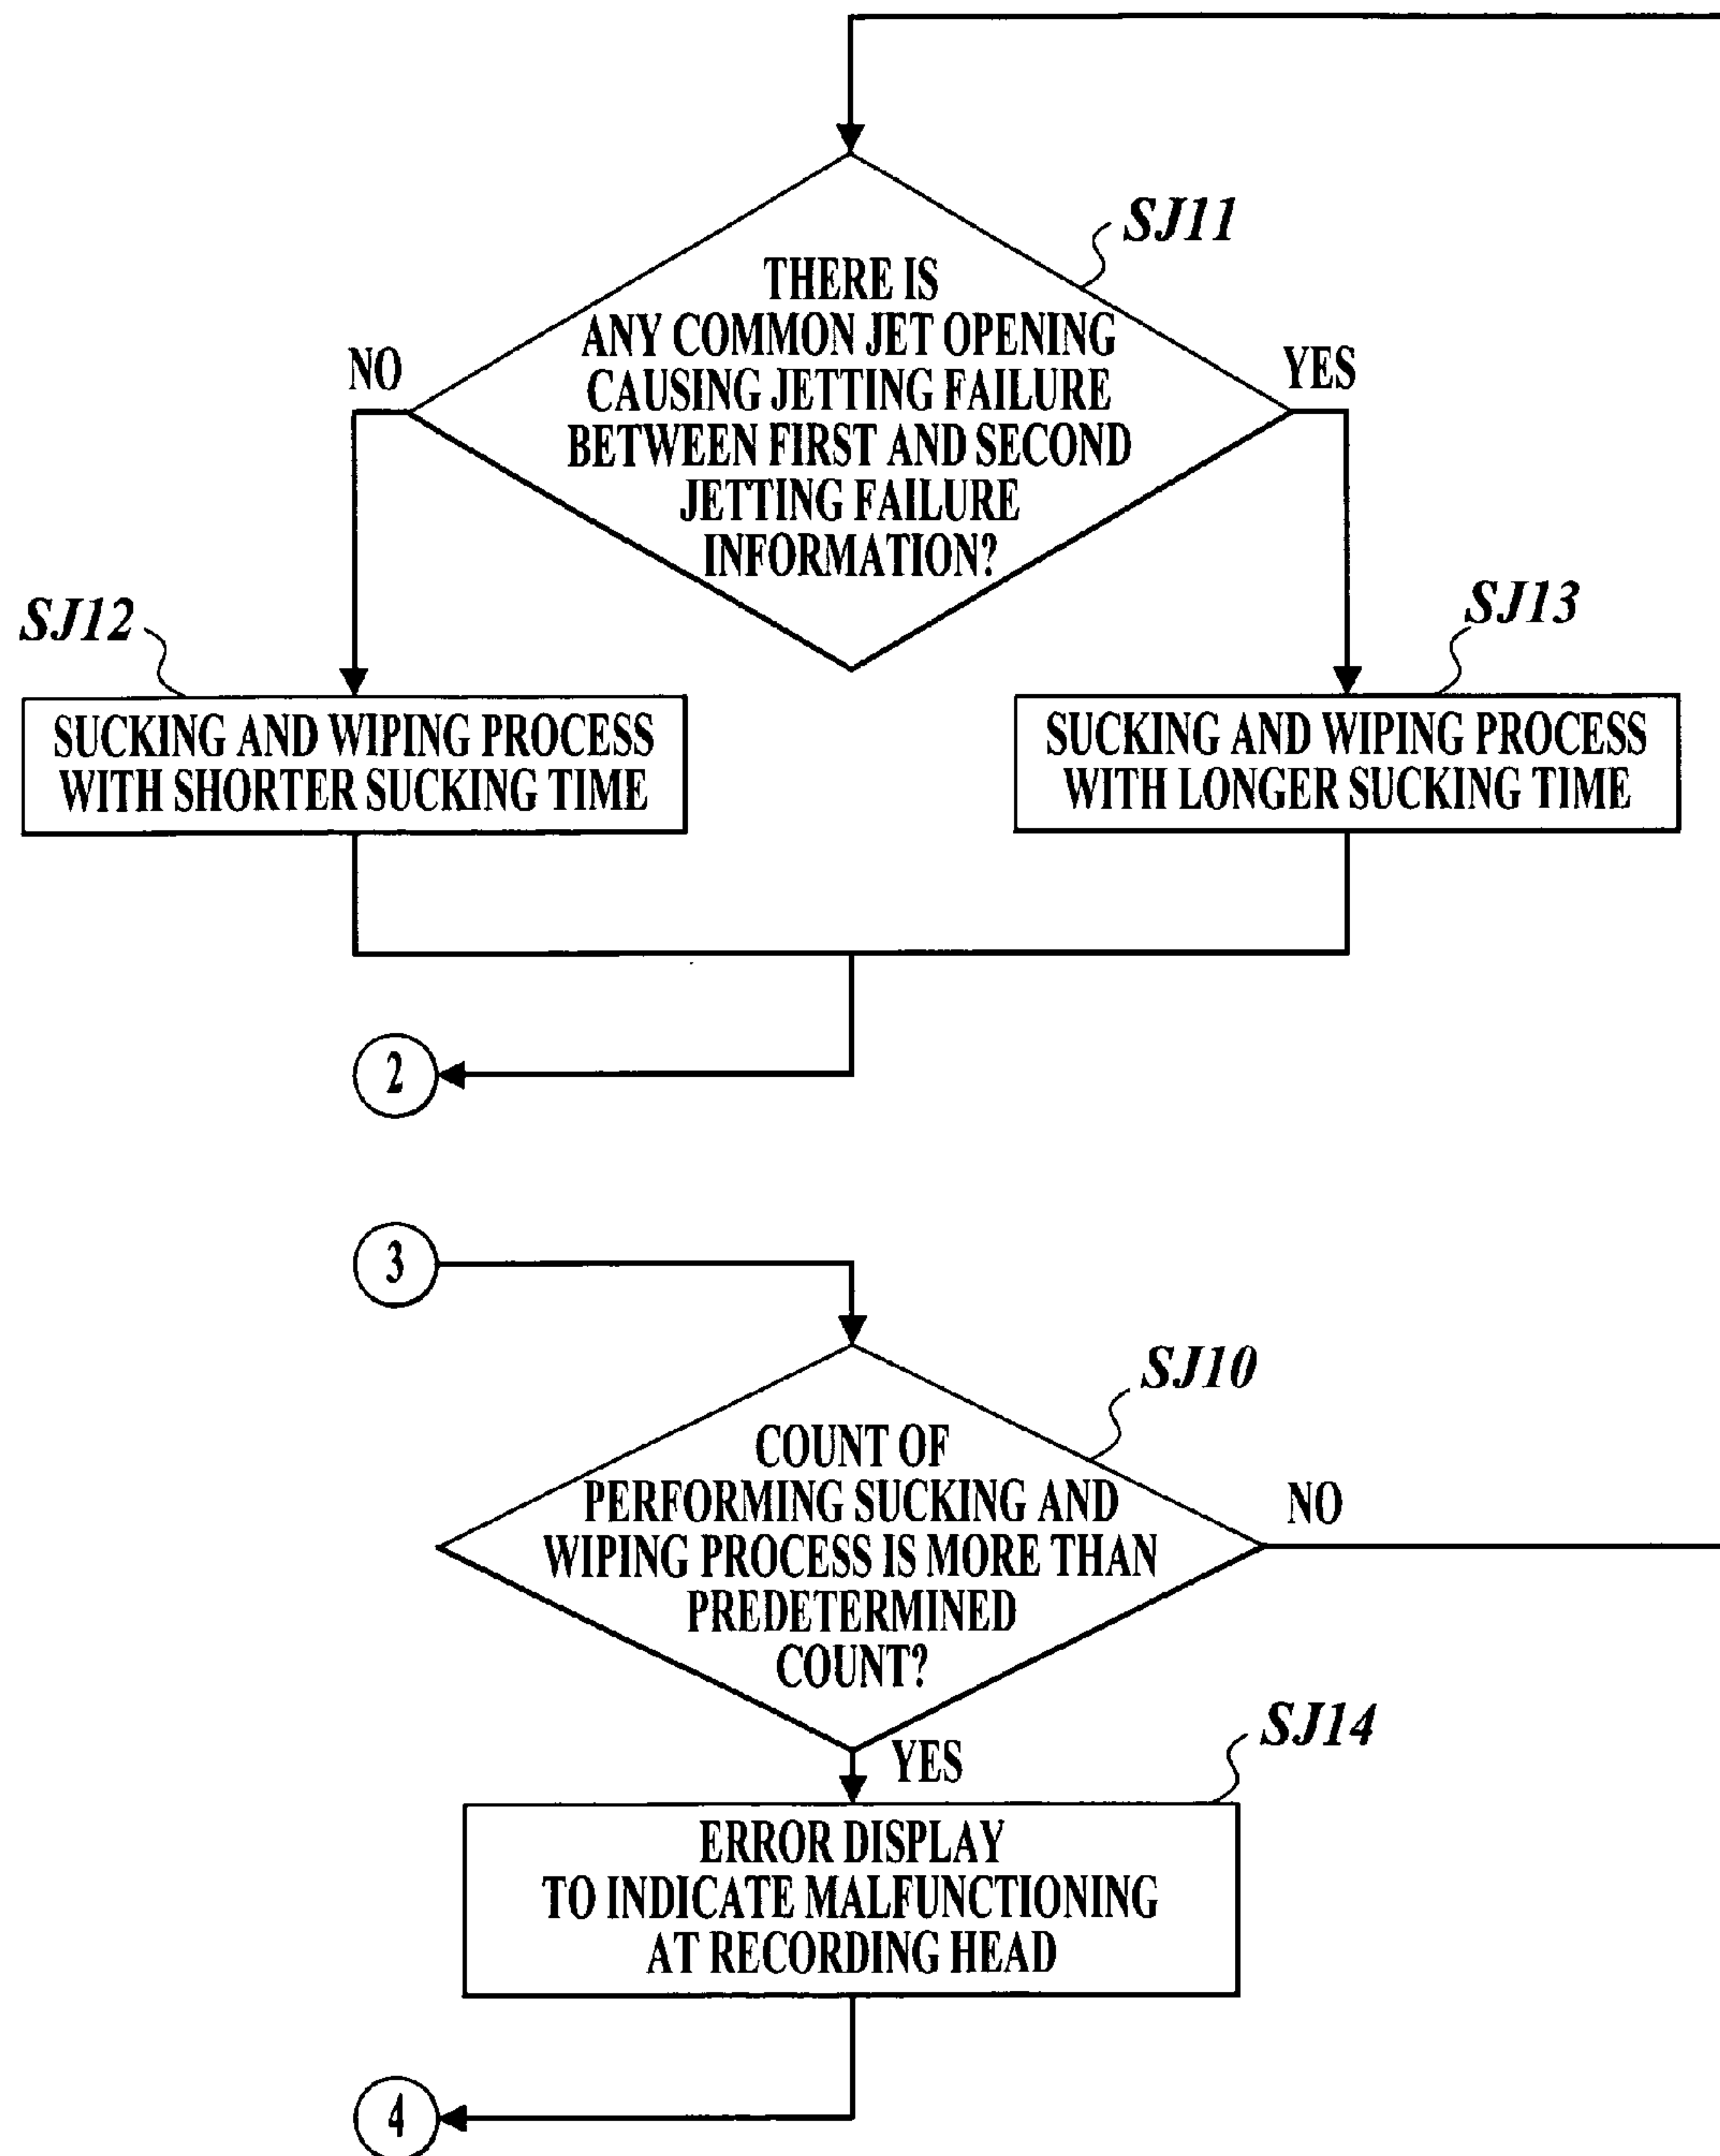 SJ11
THERE IS
ANY COMMON JET OPENING
CAUSING JETTING FAILURE
BETWEEN FIRST AND SECOND
JETTING FAILURE
INFORMATION?
NO
YES
SJ12
SUCKING AND WIPING PROCESS
WITH SHORTER SUCKING TIME
SJ13
SUCKING AND WIPING PROCESS
WITH LONGER SUCKING TIME
2
3
SJ10
COUNT OF
PERFORMING SUCKING AND
WIPING PROCESS IS MORE THAN
PREDETERMINED
COUNT?
NO
YES
SJ14
ERROR DISPLAY
TO INDICATE MALFUNCTIONING
AT RECORDING HEAD
4